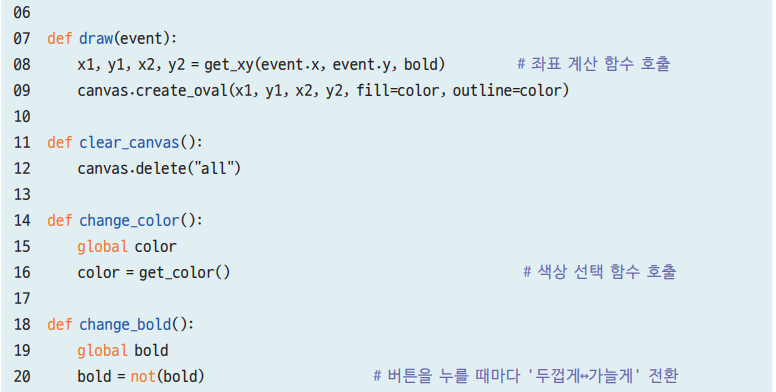 06
07 def draw(event):
08     x1, y1, x2, y2 = get_xy(event.x, event.y, bold)     # 좌표 계산 함수 호출
09     canvas.create_oval(x1, y1, x2, y2, fill=color, outline=color)
10
11 def clear_canvas():
12     canvas.delete("all")
13
14 def change_color():
15     global color
16     color = get_color()     # 색상 선택 함수 호출
17
18 def change_bold():
19     global bold
20     bold = not(bold)     # 버튼을 누를 때마다 '두껍게↔가늘게' 전환